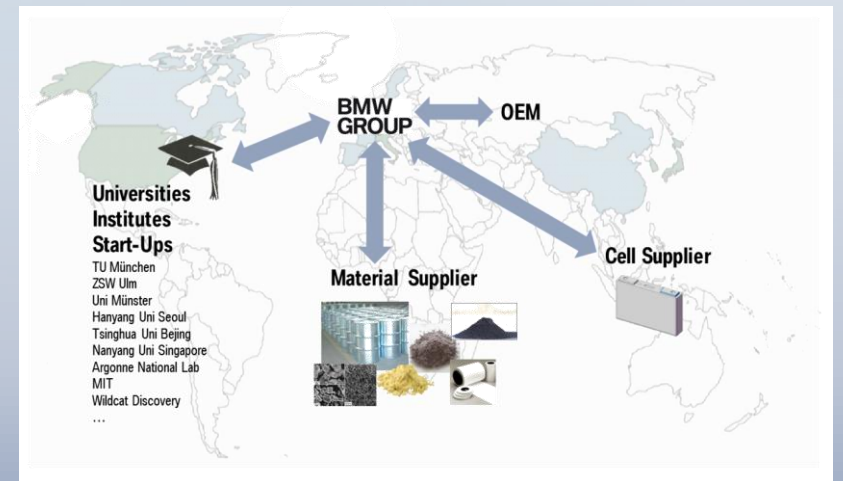 BMW
GROUP
OEM
Universities
Institutes
Start-Ups
TU München
ZSW Ulm
Uni Münster
Hanyang Uni Seoul
Tsinghua Uni Bejing
Nanyang Uni Singapore
Argonne National Lab
MIT
Wildcat Discovery
…
Material Supplier
Cell Supplier